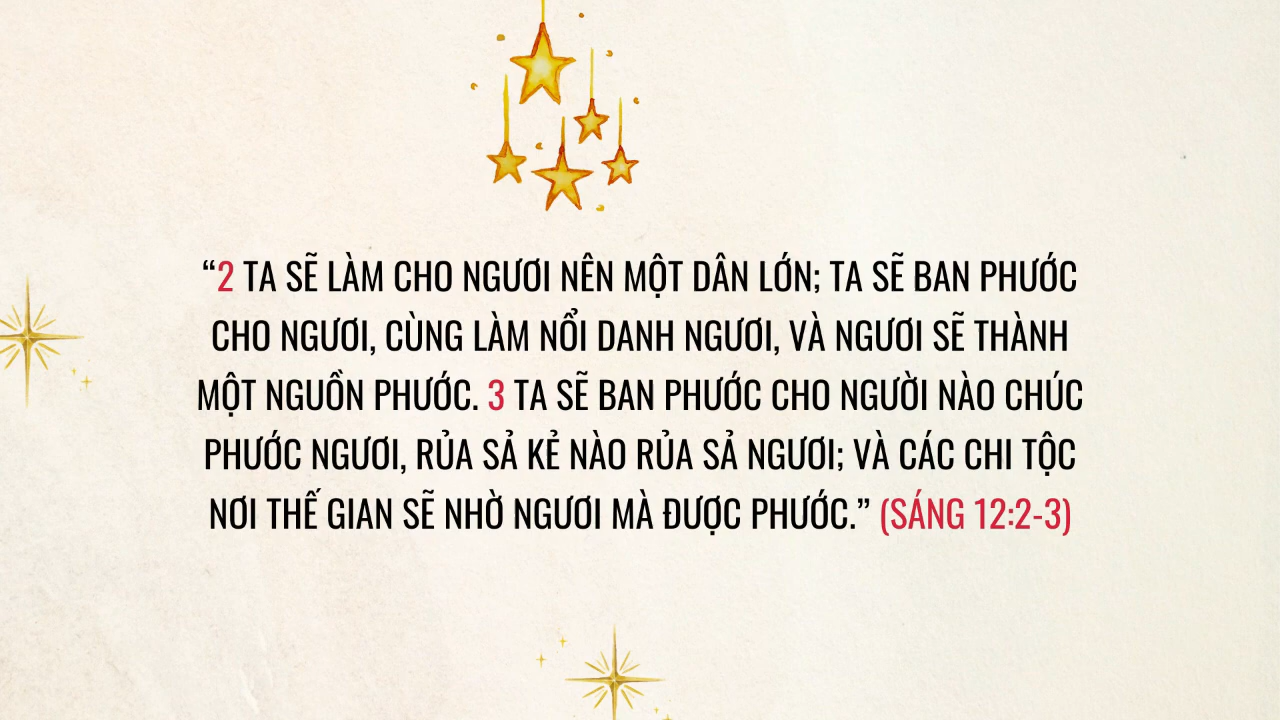 “2 TA SẼ LÀM CHO NGƯƠI NÊN MỘT DÂN LỚN; TA SẼ BAN PHƯỚC
CHO NGƯƠI, CÙNG LÀM NỔI DANH NGƯƠI, VÀ NGƯƠI SẼ THÀNH
MỘT NGUỒN PHƯỚC. 3 TA SẼ BAN PHƯỚC CHO NGƯỜI NÀO CHÚC
PHƯỚC NGƯƠI, RỦA SẢ KẺ NÀO RỦA SẢ NGƯƠI; VÀ CÁC CHI TỘC
NƠI THẾ GIAN SẼ NHỜ NGƯƠI MÀ ĐƯỢC PHƯỚC.” (SÁNG 12:2-3)